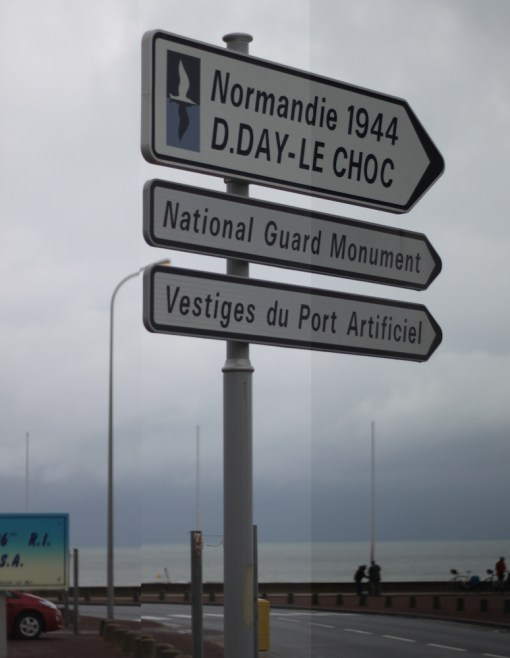 Normandie 1944
D.DAY-LE CHOC
National Guard Monument
Vestiges du Port Artificiel
R.I.
S.A.